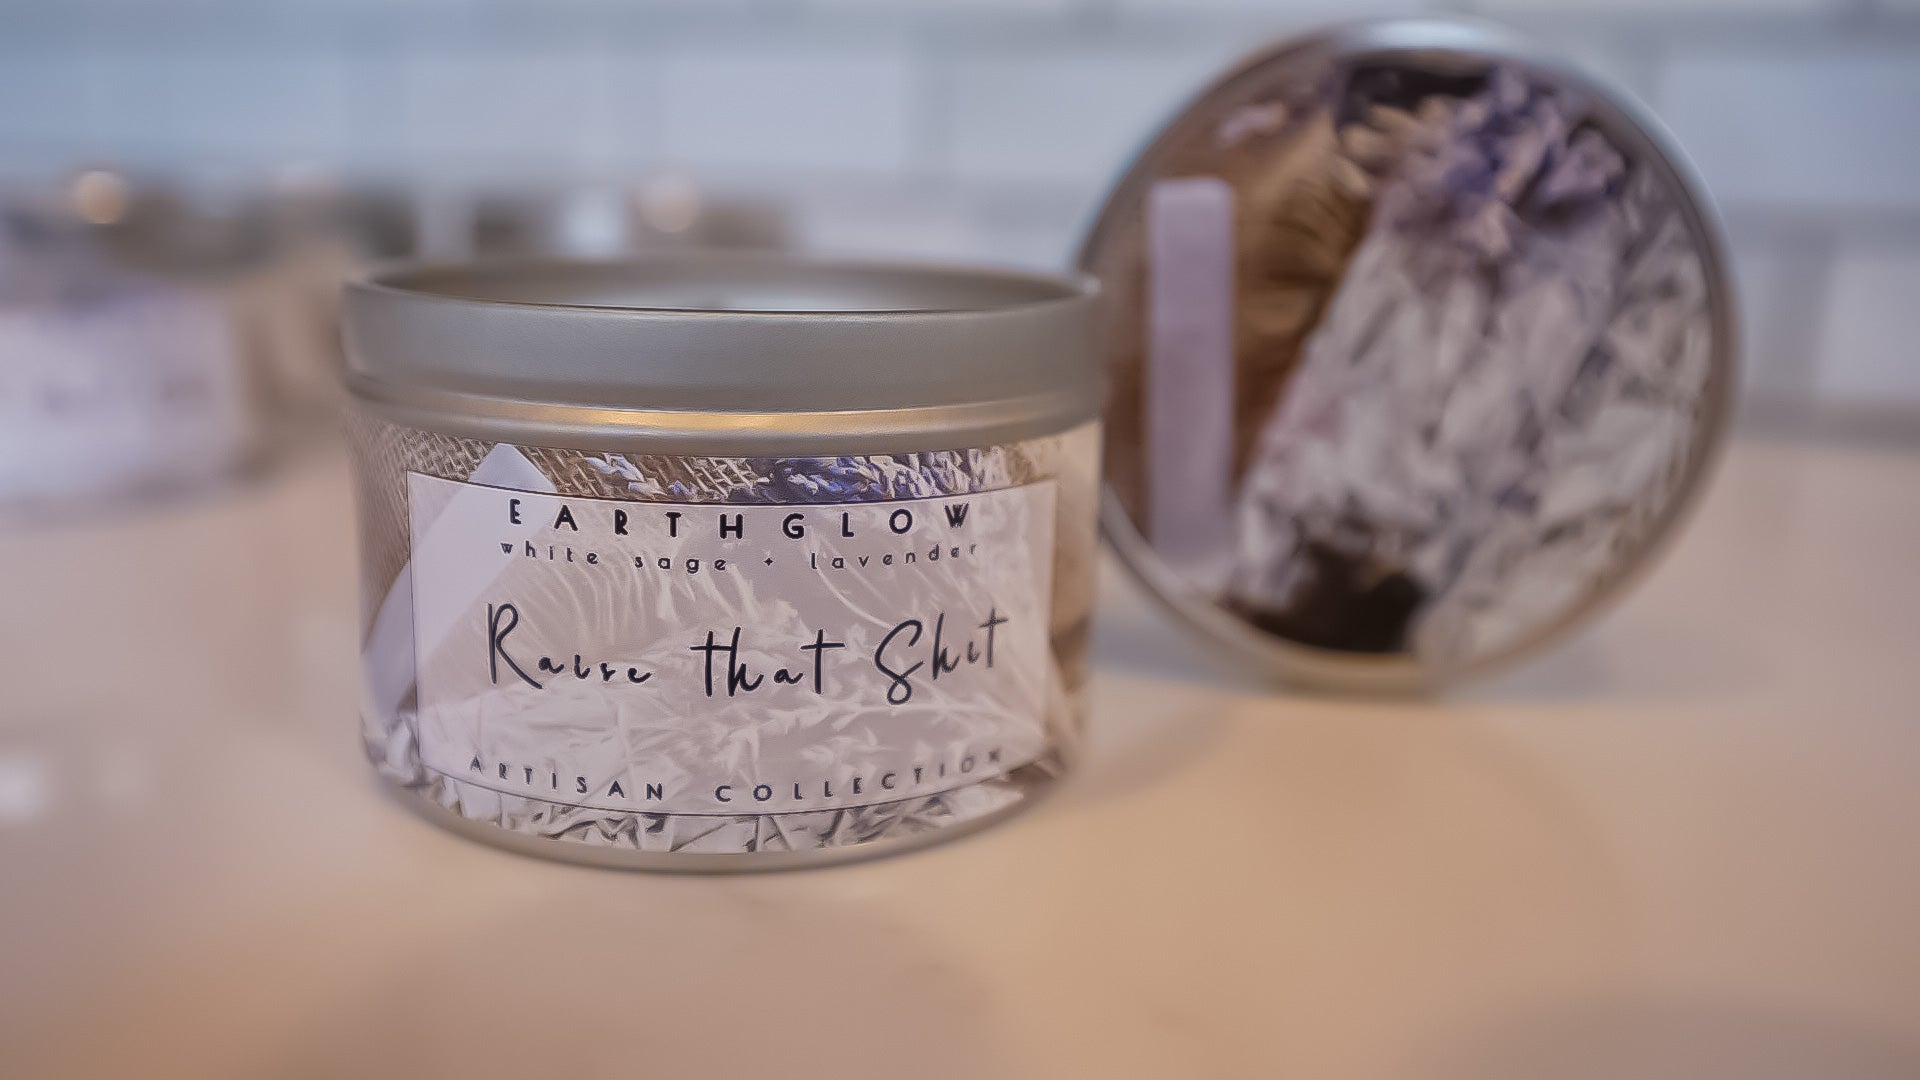 EARTHGLOW
white sage + lavender
Raise that Shit
ARTISAN COLLECTION